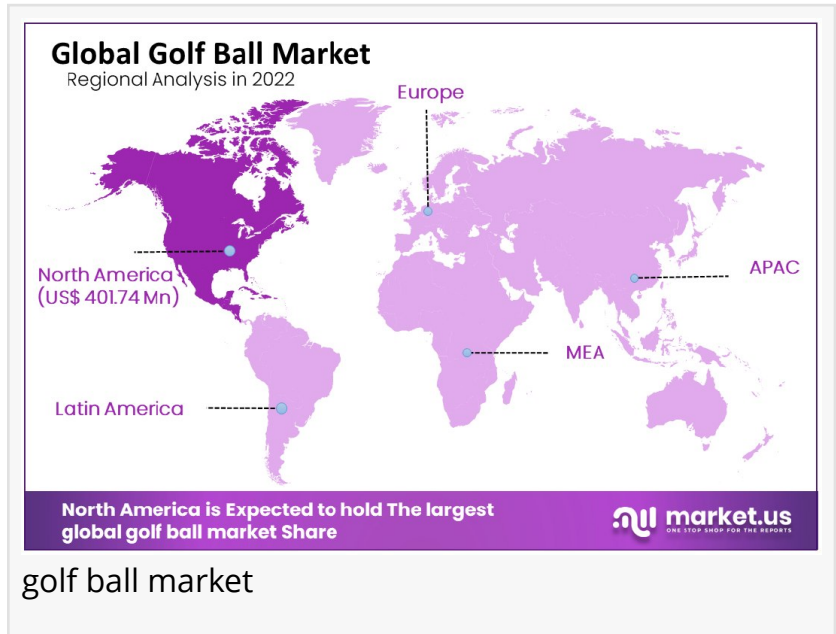 Global Golf Ball Market
Regional Analysis in 2022
Europe
North America
(US$ 401.74 Mn)
APAC
MEA
Latin America
North America is Expected to hold The largest
global golf ball market Share
market.us
ONE STOP SHOP FOR THE REPORTS
golf ball market